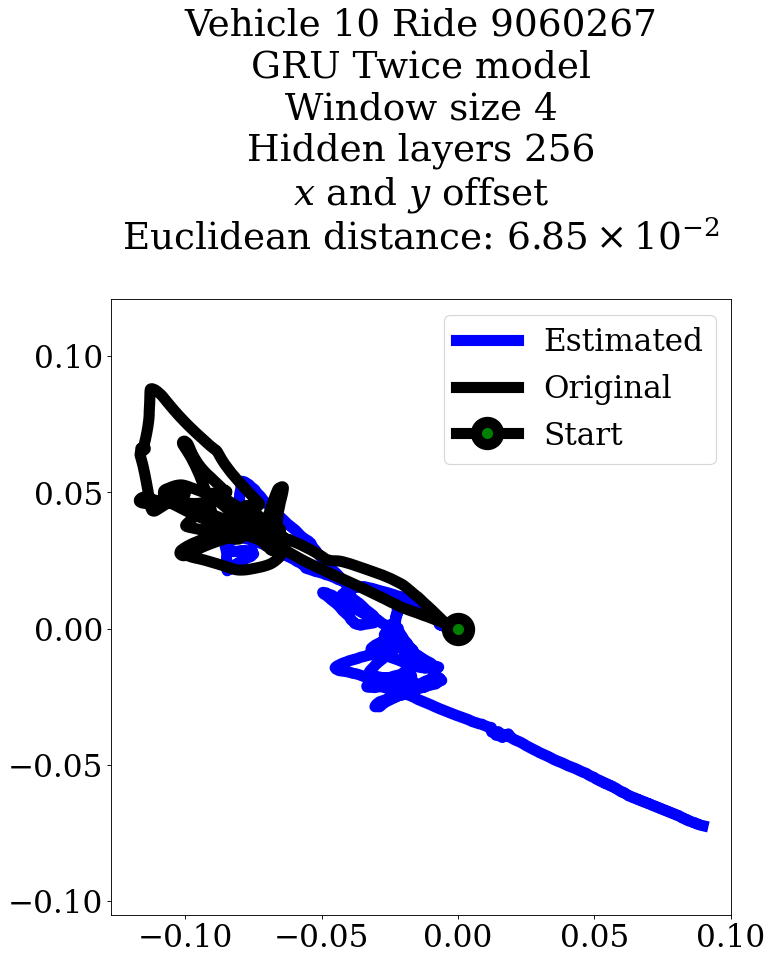 Vehicle 10 Ride 9060267
GRU Twice model
Window size 4
Hidden layers 256
x and y offset
Euclidean distance: 6.85 × 10⁻²
Estimated
Original
Start
0.10
0.05
0.00
−0.05
−0.10
−0.10 −0.05 0.00 0.05 0.10